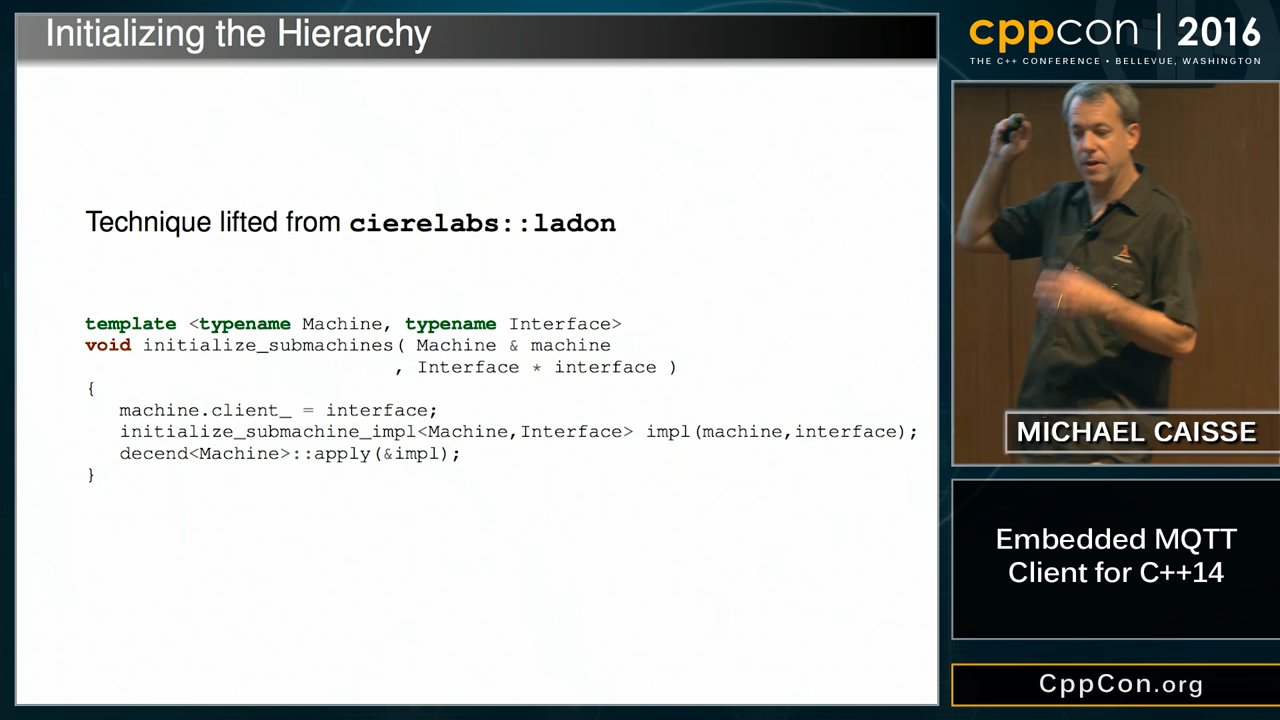 Initializing the Hierarchy
Technique lifted from cierelabs::ladon
template <typename Machine, typename Interface>
void initialize_submachines( Machine & machine
, Interface * interface )
{
machine.client_ = interface;
initialize_submachine_impl<Machine,Interface> impl(machine,interface);
decend<Machine>::apply(&impl);
}
cppcon | 2016
THE C++ CONFERENCE • BELLEVUE, WASHINGTON
MICHAEL CAISSE
Embedded MQTT
Client for C++14
CppCon.org